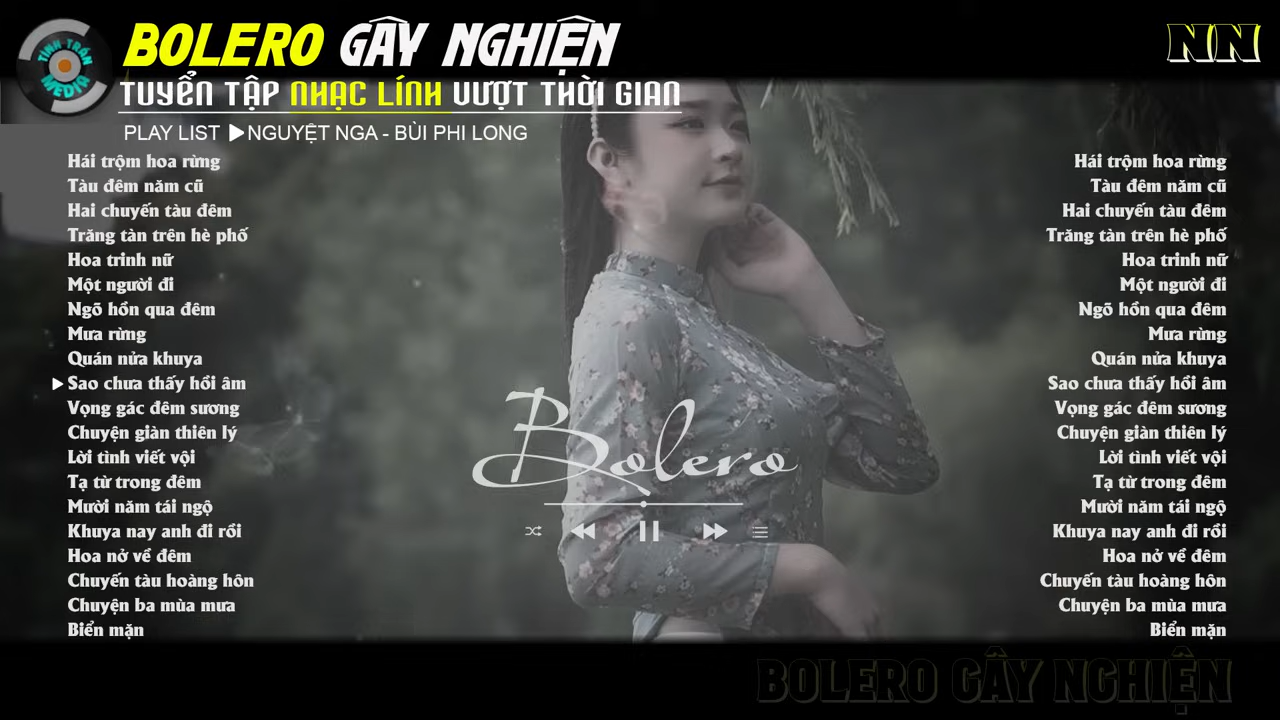 TÌNH TRẦN
MEDIA
BOLERO GÂY NGHIỆN
NN
TUYỂN TẬP NHẠC LÍNH VƯỢT THỜI GIAN
PLAY LIST ▶NGUYỆT NGA - BÙI PHI LONG
Hái trộm hoa rừng
Tàu đêm năm cũ
Hai chuyến tàu đêm
Trăng tàn trên hè phố
Hoa trinh nữ
Một người đi
Ngõ hồn qua đêm
Mưa rừng
Quán nửa khuya
Sao chưa thấy hồi âm
Vọng gác đêm sương
Chuyện giàn thiên lý
Lời tình viết vội
Tạ từ trong đêm
Mười năm tái ngộ
Khuya nay anh đi rồi
Hoa nở về đêm
Chuyến tàu hoàng hôn
Chuyện ba mùa mưa
Biển mặn
Bolero
Hái trộm hoa rừng
Tàu đêm năm cũ
Hai chuyến tàu đêm
Trăng tàn trên hè phố
Hoa trinh nữ
Một người đi
Ngõ hồn qua đêm
Mưa rừng
Quán nửa khuya
Sao chưa thấy hồi âm
Vọng gác đêm sương
Chuyện giàn thiên lý
Lời tình viết vội
Tạ từ trong đêm
Mười năm tái ngộ
Khuya nay anh đi rồi
Hoa nở về đêm
Chuyến tàu hoàng hôn
Chuyện ba mùa mưa
Biển mặn
BOLERO GÂY NGHIỆN